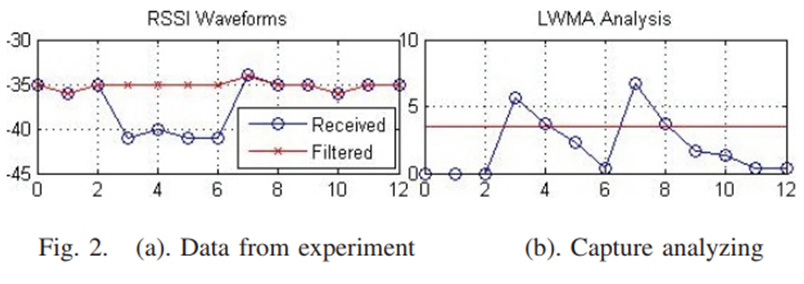 RSSI Waveforms
-30
-35
-40
-45
0 2 4 6 8 10 12
Received
Filtered
LWMA Analysis
10
5
0
0 2 4 6 8 10 12
Fig. 2. (a). Data from experiment (b). Capture analyzing